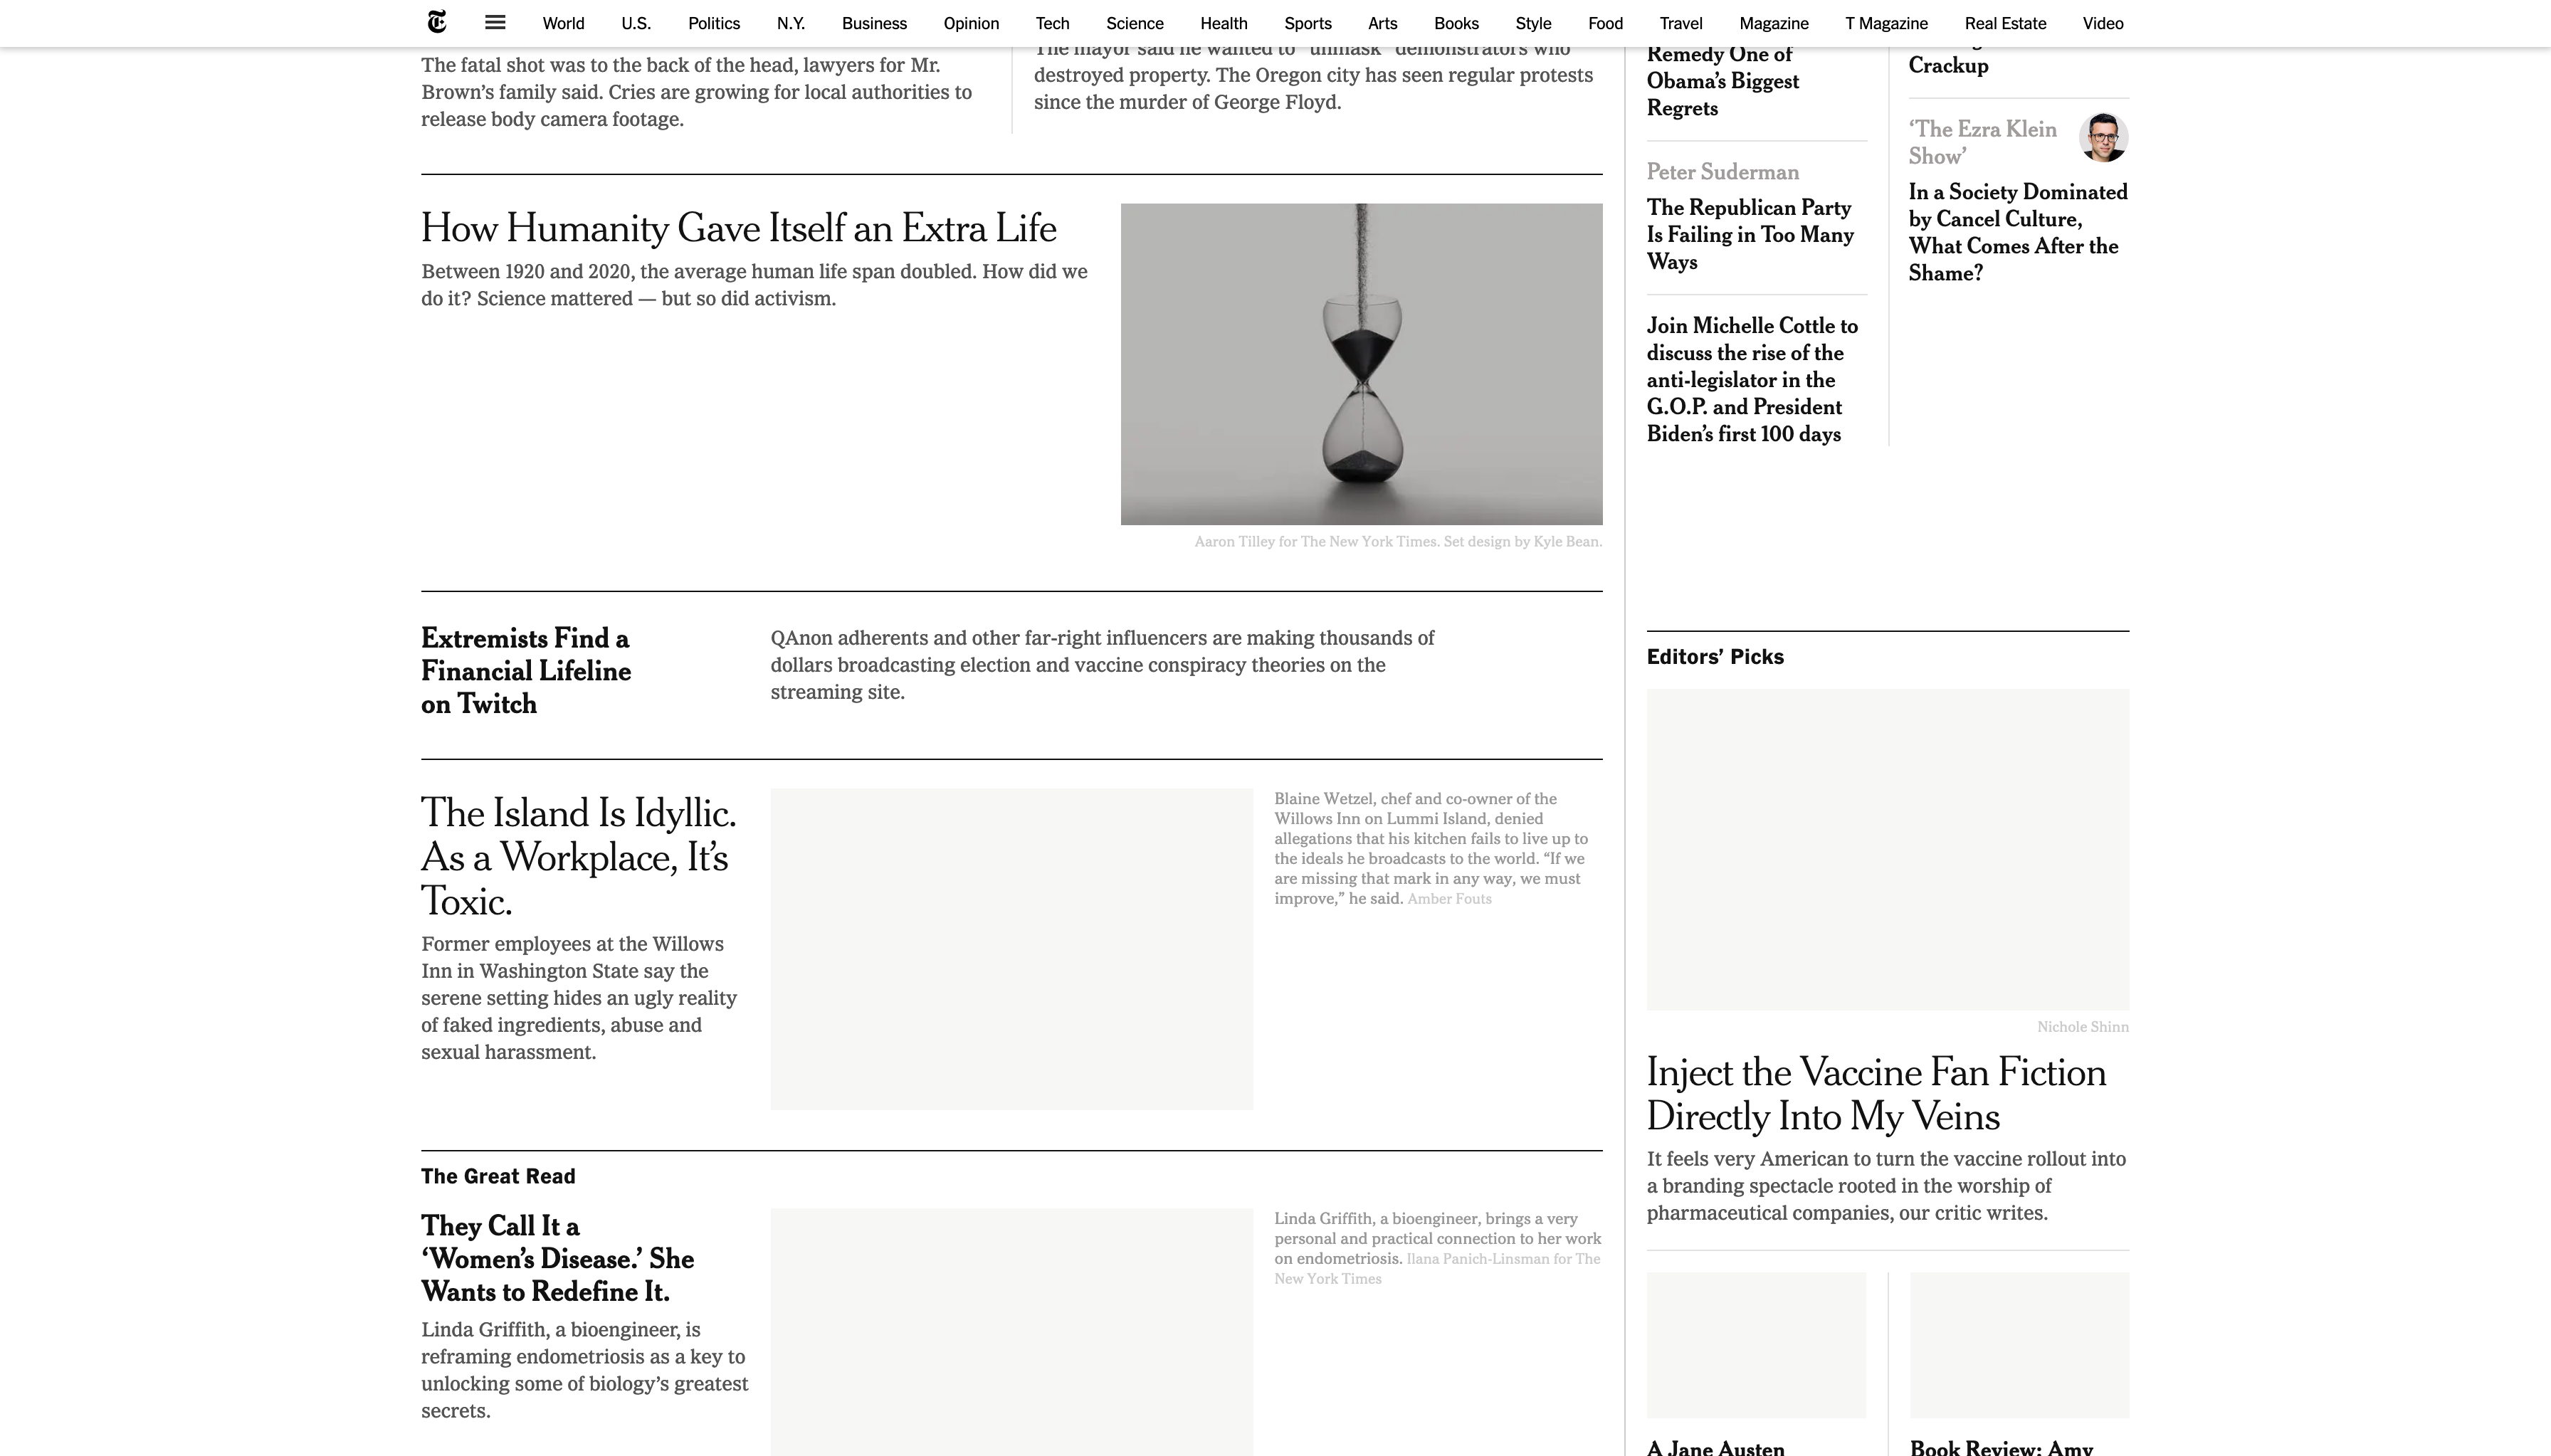 World U.S. Politics N.Y. Business Opinion Tech Science Health Sports Arts Books Style Food Travel Magazine T Magazine Real Estate Video
The fatal shot was to the back of the head, lawyers for Mr.
Brown’s family said. Cries are growing for local authorities to
release body camera footage.
The mayor said he wanted to “unmask” demonstrators who
destroyed property. The Oregon city has seen regular protests
since the murder of George Floyd.
How Humanity Gave Itself an Extra Life
Between 1920 and 2020, the average human life span doubled. How did we
do it? Science mattered — but so did activism.
Aaron Tilley for The New York Times. Set design by Kyle Bean.
Extremists Find a
Financial Lifeline
on Twitch
QAnon adherents and other far-right influencers are making thousands of
dollars broadcasting election and vaccine conspiracy theories on the
streaming site.
The Island Is Idyllic.
As a Workplace, It’s
Toxic.
Former employees at the Willows
Inn in Washington State say the
serene setting hides an ugly reality
of faked ingredients, abuse and
sexual harassment.
Blaine Wetzel, chef and co-owner of the
Willows Inn on Lummi Island, denied
allegations that his kitchen fails to live up to
the ideals he broadcasts to the world. “If we
are missing that mark in any way, we must
improve,” he said. Amber Fouts
The Great Read
They Call It a
‘Women’s Disease.’ She
Wants to Redefine It.
Linda Griffith, a bioengineer, is
reframing endometriosis as a key to
unlocking some of biology’s greatest
secrets.
Linda Griffith, a bioengineer, brings a very
personal and practical connection to her work
on endometriosis. Ilana Panich-Linsman for The
New York Times
Remedy One of
Obama’s Biggest
Regrets
Peter Suderman
The Republican Party
Is Failing in Too Many
Ways
Join Michelle Cottle to
discuss the rise of the
anti-legislator in the
G.O.P. and President
Biden’s first 100 days
Crackup
‘The Ezra Klein
Show’
In a Society Dominated
by Cancel Culture,
What Comes After the
Shame?
Editors’ Picks
Nichole Shinn
Inject the Vaccine Fan Fiction
Directly Into My Veins
It feels very American to turn the vaccine rollout into
a branding spectacle rooted in the worship of
pharmaceutical companies, our critic writes.
A Jane Austen
Book Review: Amy